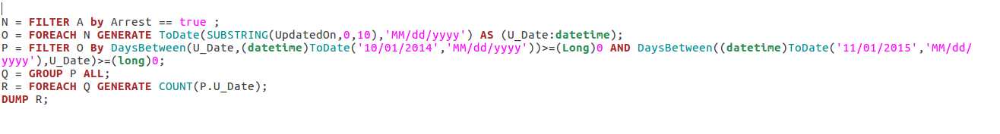 N = FILTER A by Arrest == true ;
O = FOREACH N GENERATE ToDate(SUBSTRING(UpdatedOn,0,10),'MM/dd/yyyy') AS (U_Date:datetime);
P = FILTER O By DaysBetween(U_Date,(datetime)ToDate('10/01/2014','MM/dd/yyyy'))>=(Long)0 AND DaysBetween((datetime)ToDate('11/01/2015','MM/dd/
yyyy'),U_Date)>=(long)0;
Q = GROUP P ALL;
R = FOREACH Q GENERATE COUNT(P.U_Date);
DUMP R;